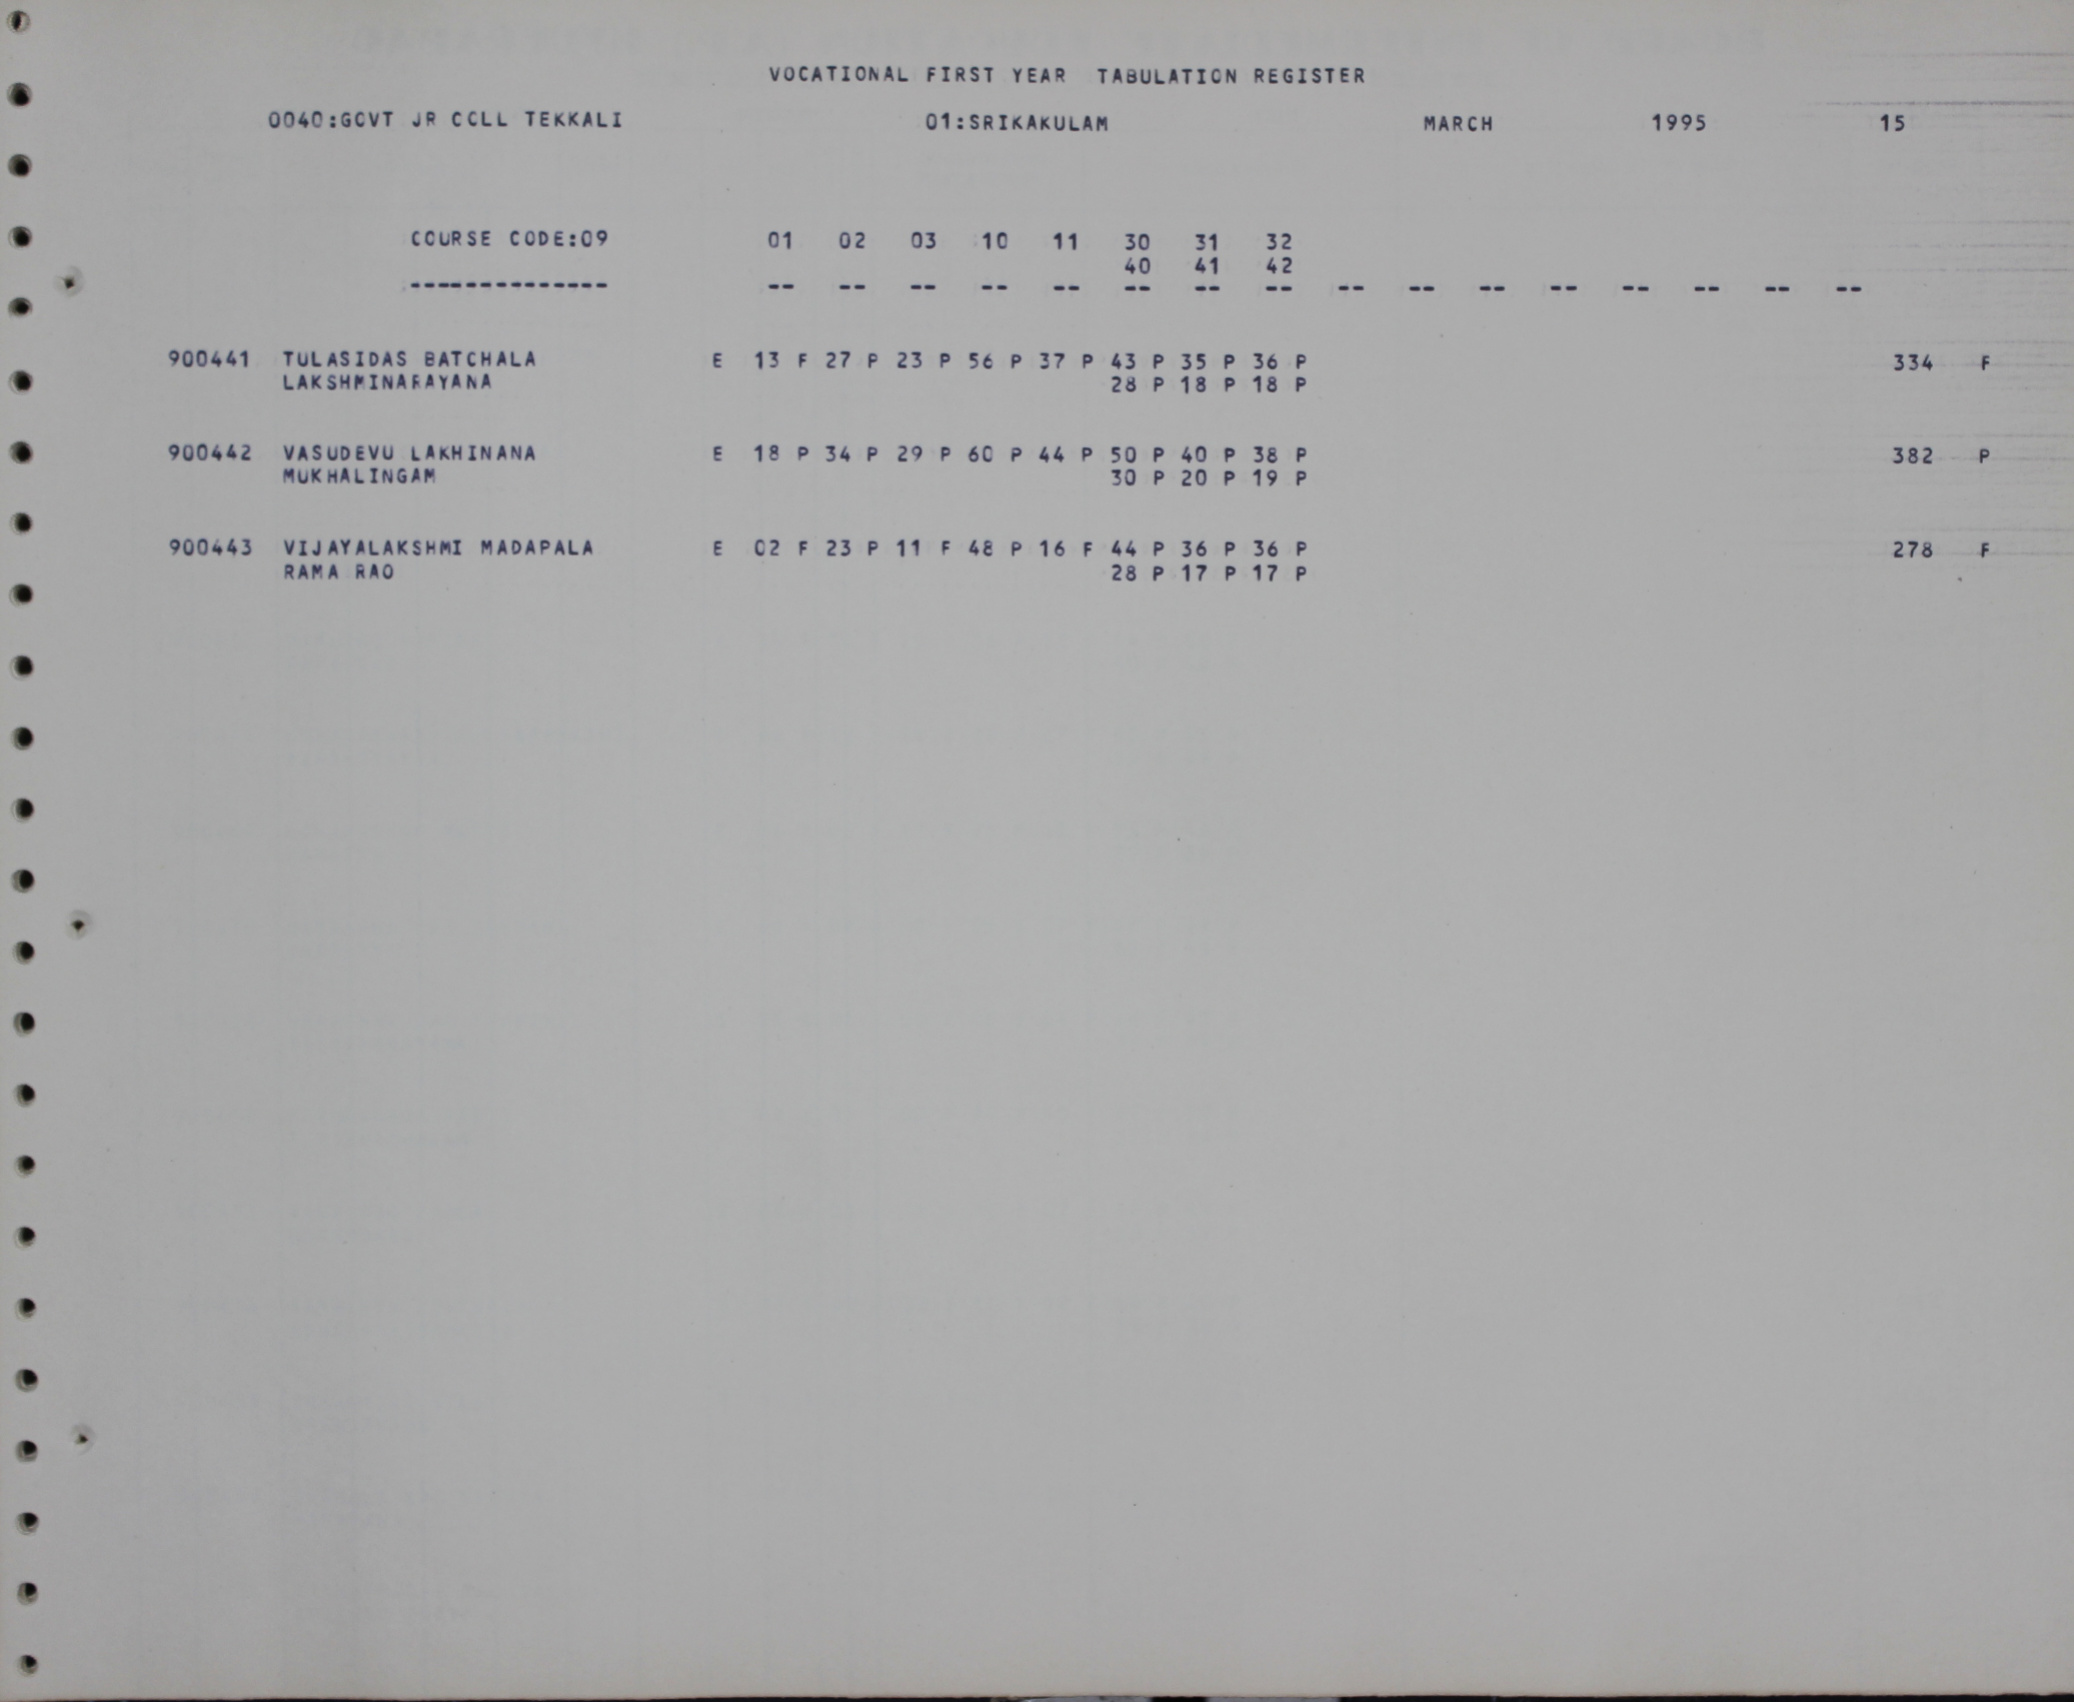 VOCATIONAL FIRST YEAR TABULATION REGISTER
0040:GOVT JR COLL TEKKALI 01:SRIKAKULAM MARCH 1995 15
COURSE CODE:09 01 02 03 10 11 30 31 32
40 41 42
-------------- -- -- -- -- -- -- -- -- -- -- -- -- -- -- -- --
900441 TULASIDAS BATCHALA E 13 F 27 P 23 P 56 P 37 P 43 P 35 P 36 P 334 F
LAKSHMINARAYANA 28 P 18 P 18 P
900442 VASUDEVU LAKHINANA E 18 P 34 P 29 P 60 P 44 P 50 P 40 P 38 P 382 P
MUKHALINGAM 30 P 20 P 19 P
900443 VIJAYALAKSHMI MADAPALA E 02 F 23 P 11 F 48 P 16 F 44 P 36 P 36 P 278 F
RAMA RAO 28 P 17 P 17 P